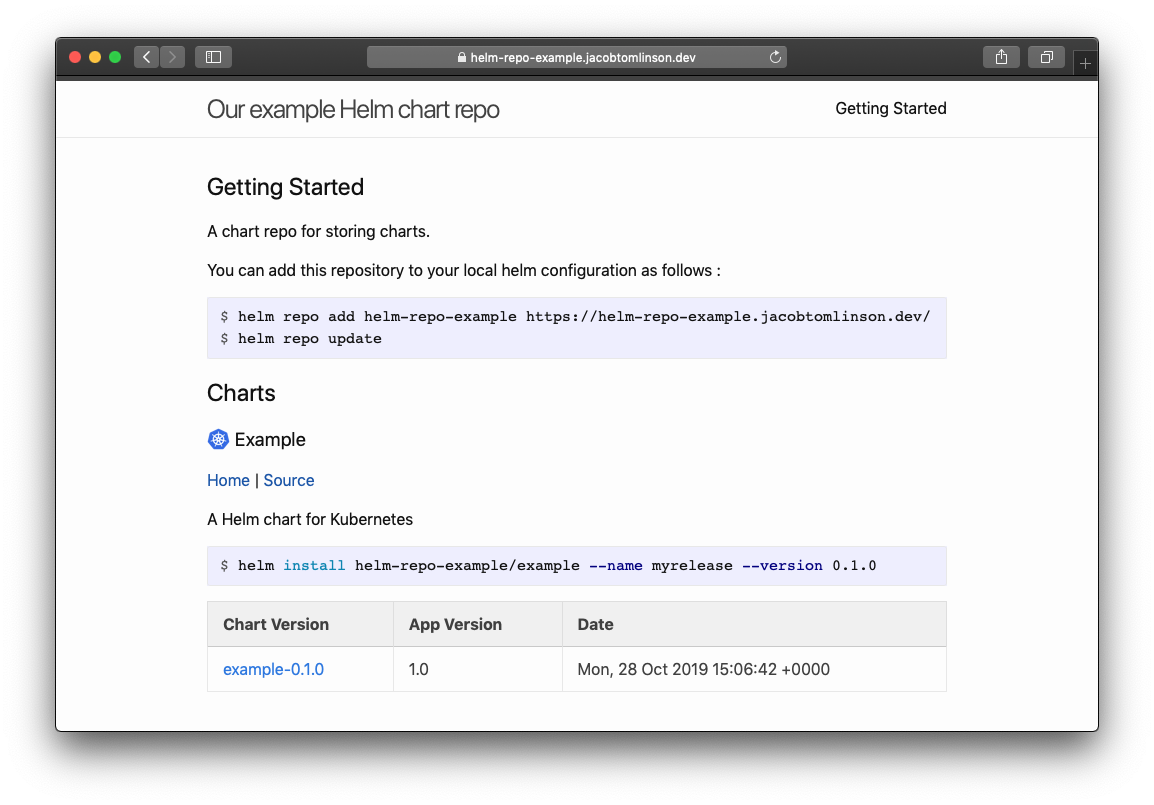 helm-repo-example.jacobtomlinson.dev
Our example Helm chart repo
Getting Started
Getting Started
A chart repo for storing charts.
You can add this repository to your local helm configuration as follows :
$ helm repo add helm-repo-example https://helm-repo-example.jacobtomlinson.dev/
$ helm repo update
Charts
Example
Home | Source
A Helm chart for Kubernetes
$ helm install helm-repo-example/example --name myrelease --version 0.1.0
Chart Version App Version Date
example-0.1.0 1.0 Mon, 28 Oct 2019 15:06:42 +0000